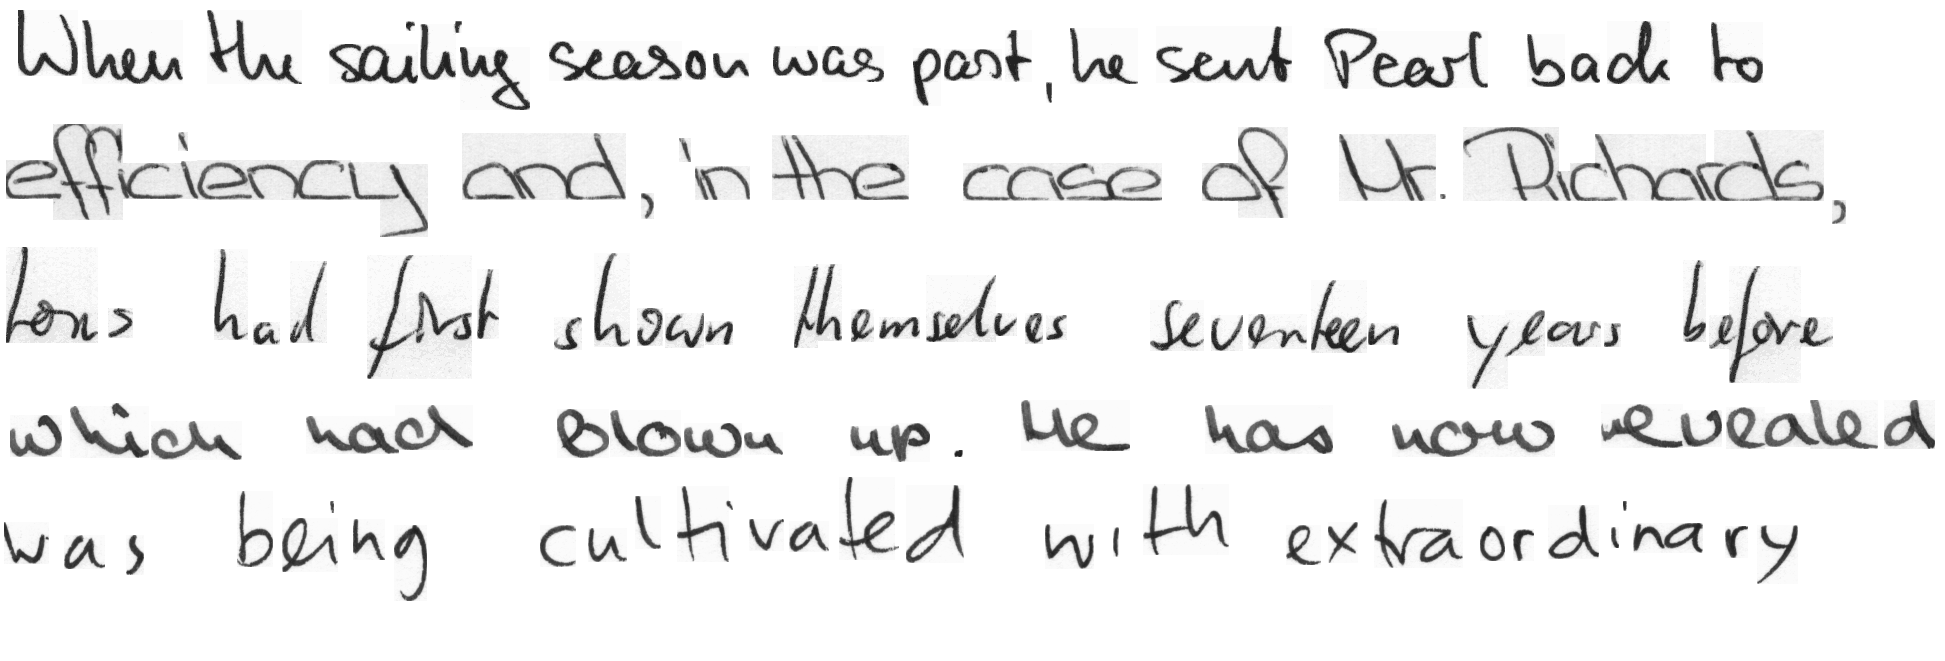 When the sailing season was past, he sent Pearl back to
efficiency and, in the case of Mr. Richards,
had first shown themselves seventeen years before
which had blown up. He has now revealed
was being cultivated with extraordinary